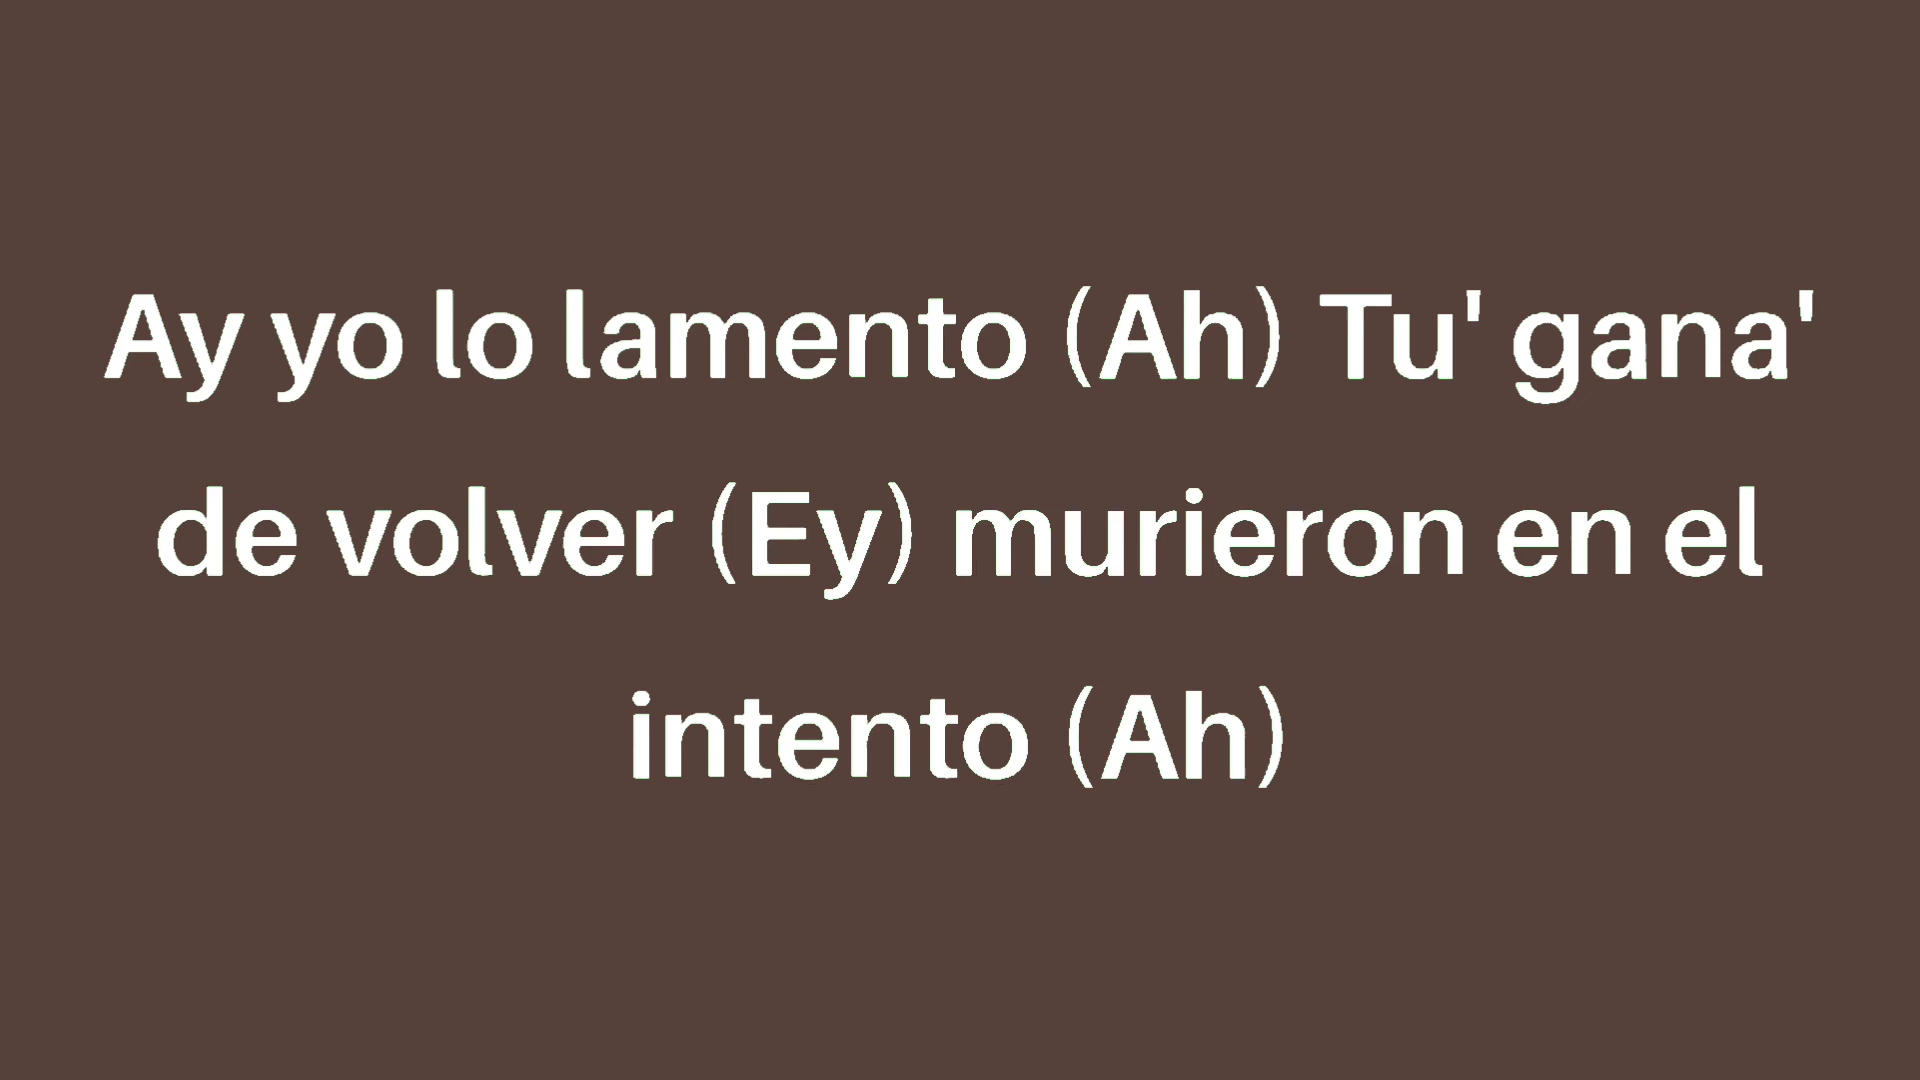 Ay yo lo lamento (Ah) Tu' gana'
de volver (Ey) murieron en el
intento (Ah)